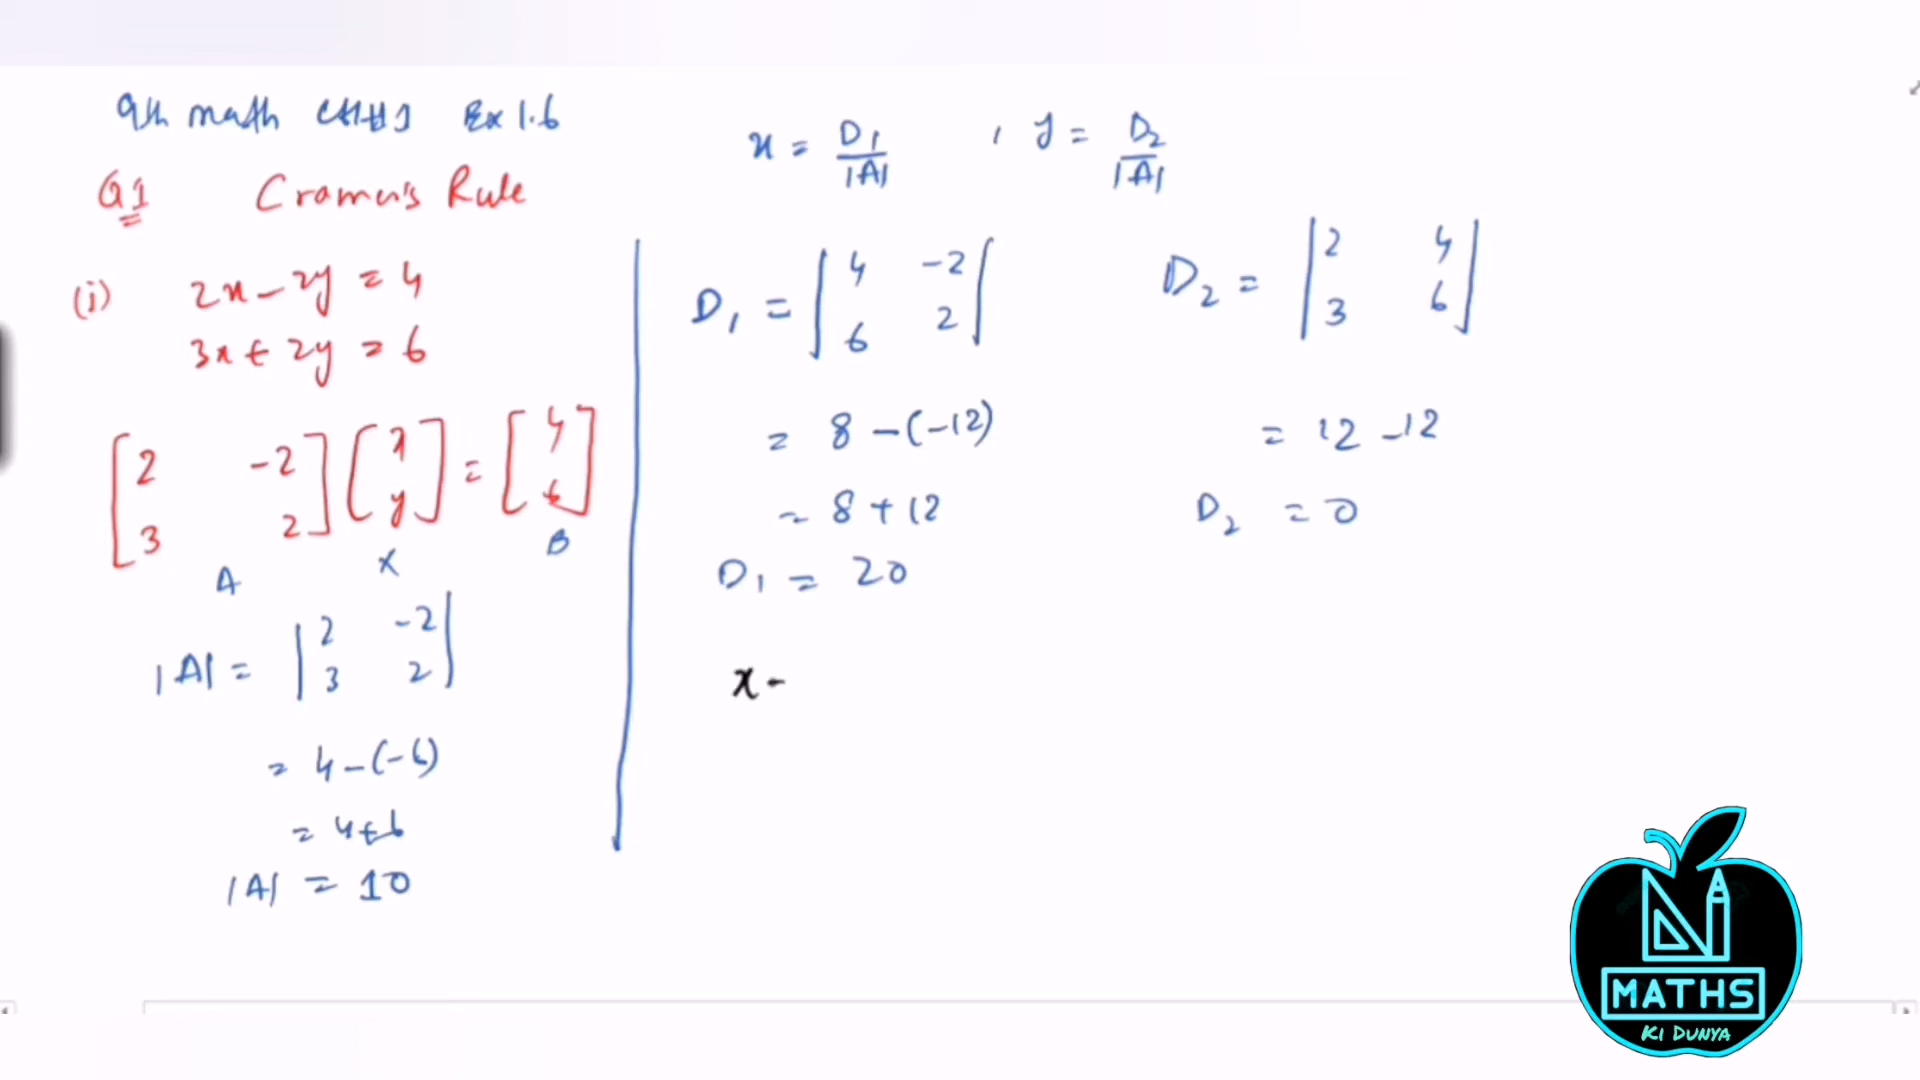 9th math CH#1 Ex 1.6
Q1 Cramer's Rule
(i) 2x - 2y = 4
3x + 2y = 6
[2 -2] [x] = [4]
[3 2] [y] [6]
A X B
|A| = |2 -2|
|3 2|
= 4 - (-6)
= 4 + 6
|A| = 10
x = D1/|A| , y = D2/|A|
D1 = |4 -2|
|6 2|
= 8 - (-12)
= 8 + 12
D1 = 20
x -
D2 = |2 4|
|3 6|
= 12 - 12
D2 = 0
MATHS
KI DUNYA